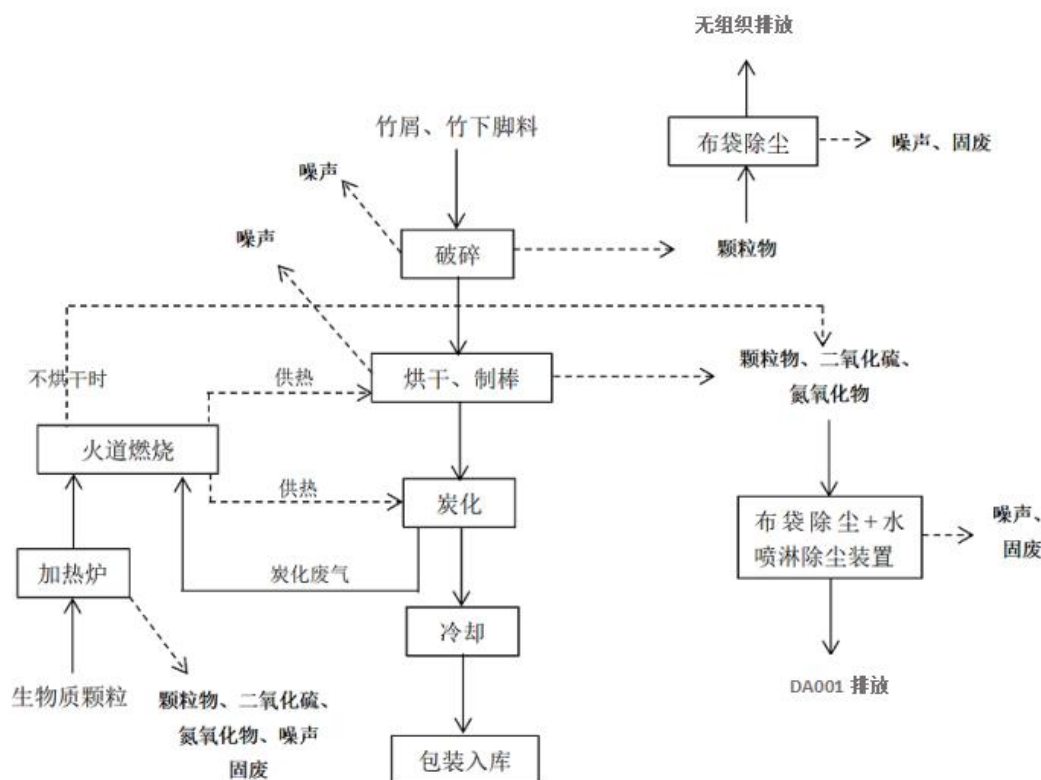 无组织排放
竹屑、竹下脚料
布袋除尘
噪声、固废
噪声
噪声
破碎
颗粒物
不烘干时
供热
烘干、制棒
颗粒物、二氧化硫、
氮氧化物
火道燃烧
供热
炭化
布袋除尘+水
喷淋除尘装置
噪声、
固废
加热炉
炭化废气
冷却
生物质颗粒
颗粒物、二氧化硫、
氮氧化物、噪声
固废
DA001 排放
包装入库